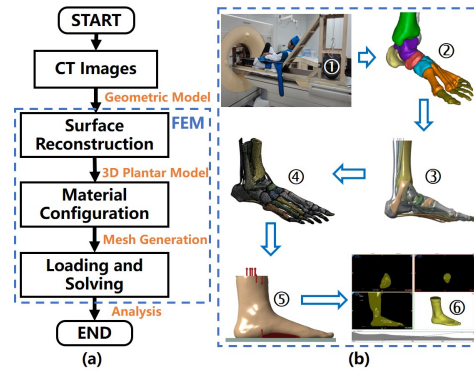 START
CT Images
Geometric Model
FEM
Surface
Reconstruction
3D Plantar Model
Material
Configuration
Mesh Generation
Loading and
Solving
Analysis
END
(a)
①
②
③
④
⑤
⑥
(b)